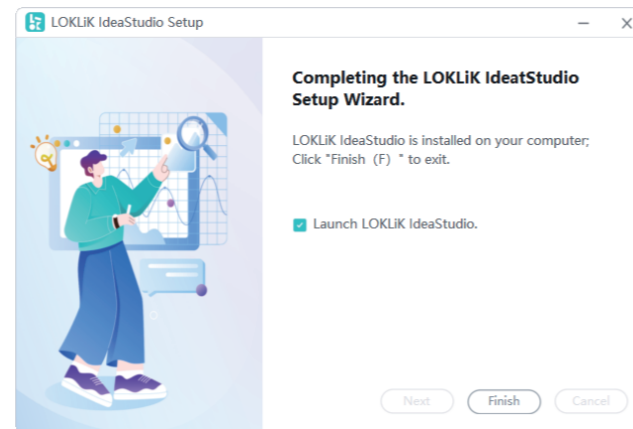 LOKLiK IdeaStudio Setup
Completing the LOKLiK IdeatStudio
Setup Wizard.
LOKLiK IdeaStudio is installed on your computer;
Click "Finish（F）" to exit.
Launch LOKLiK IdeaStudio.
Next
Finish
Cancel